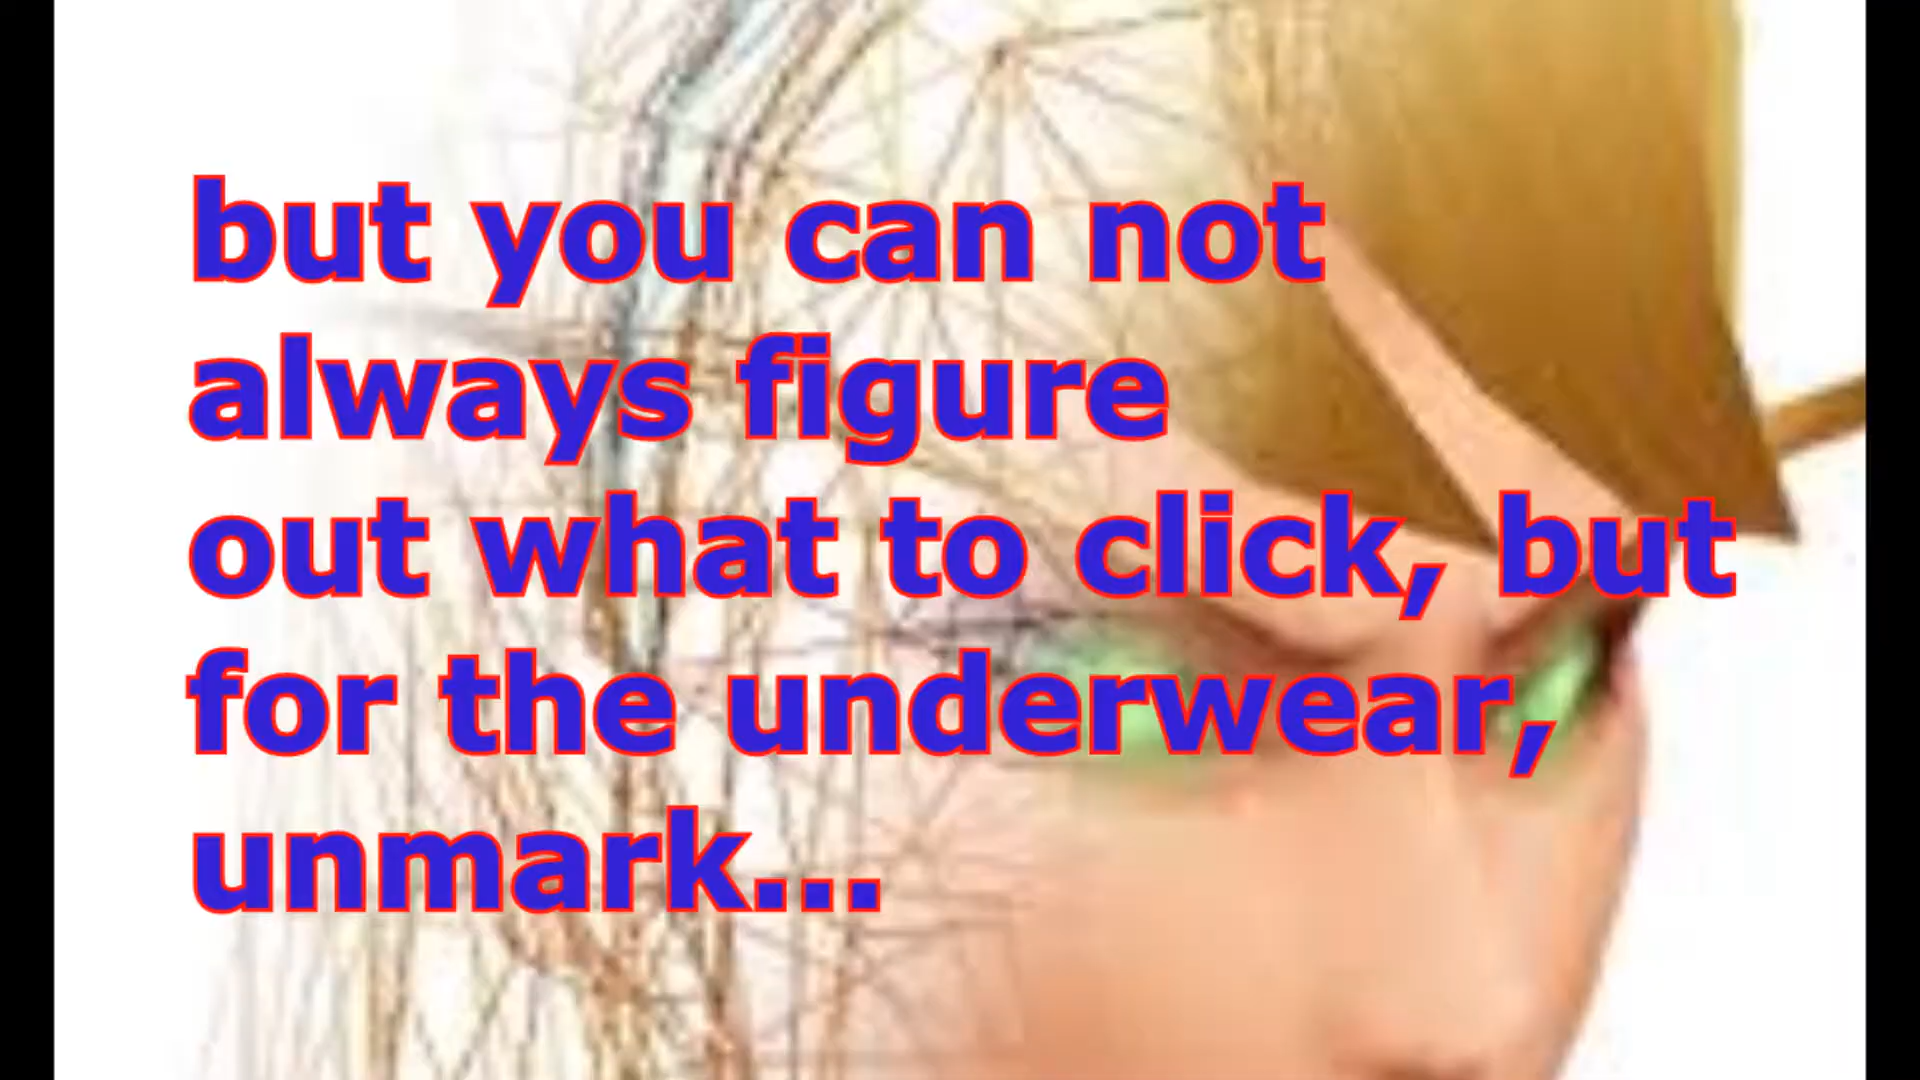 but you can not
always figure
out what to click, but
for the underwear,
unmark...